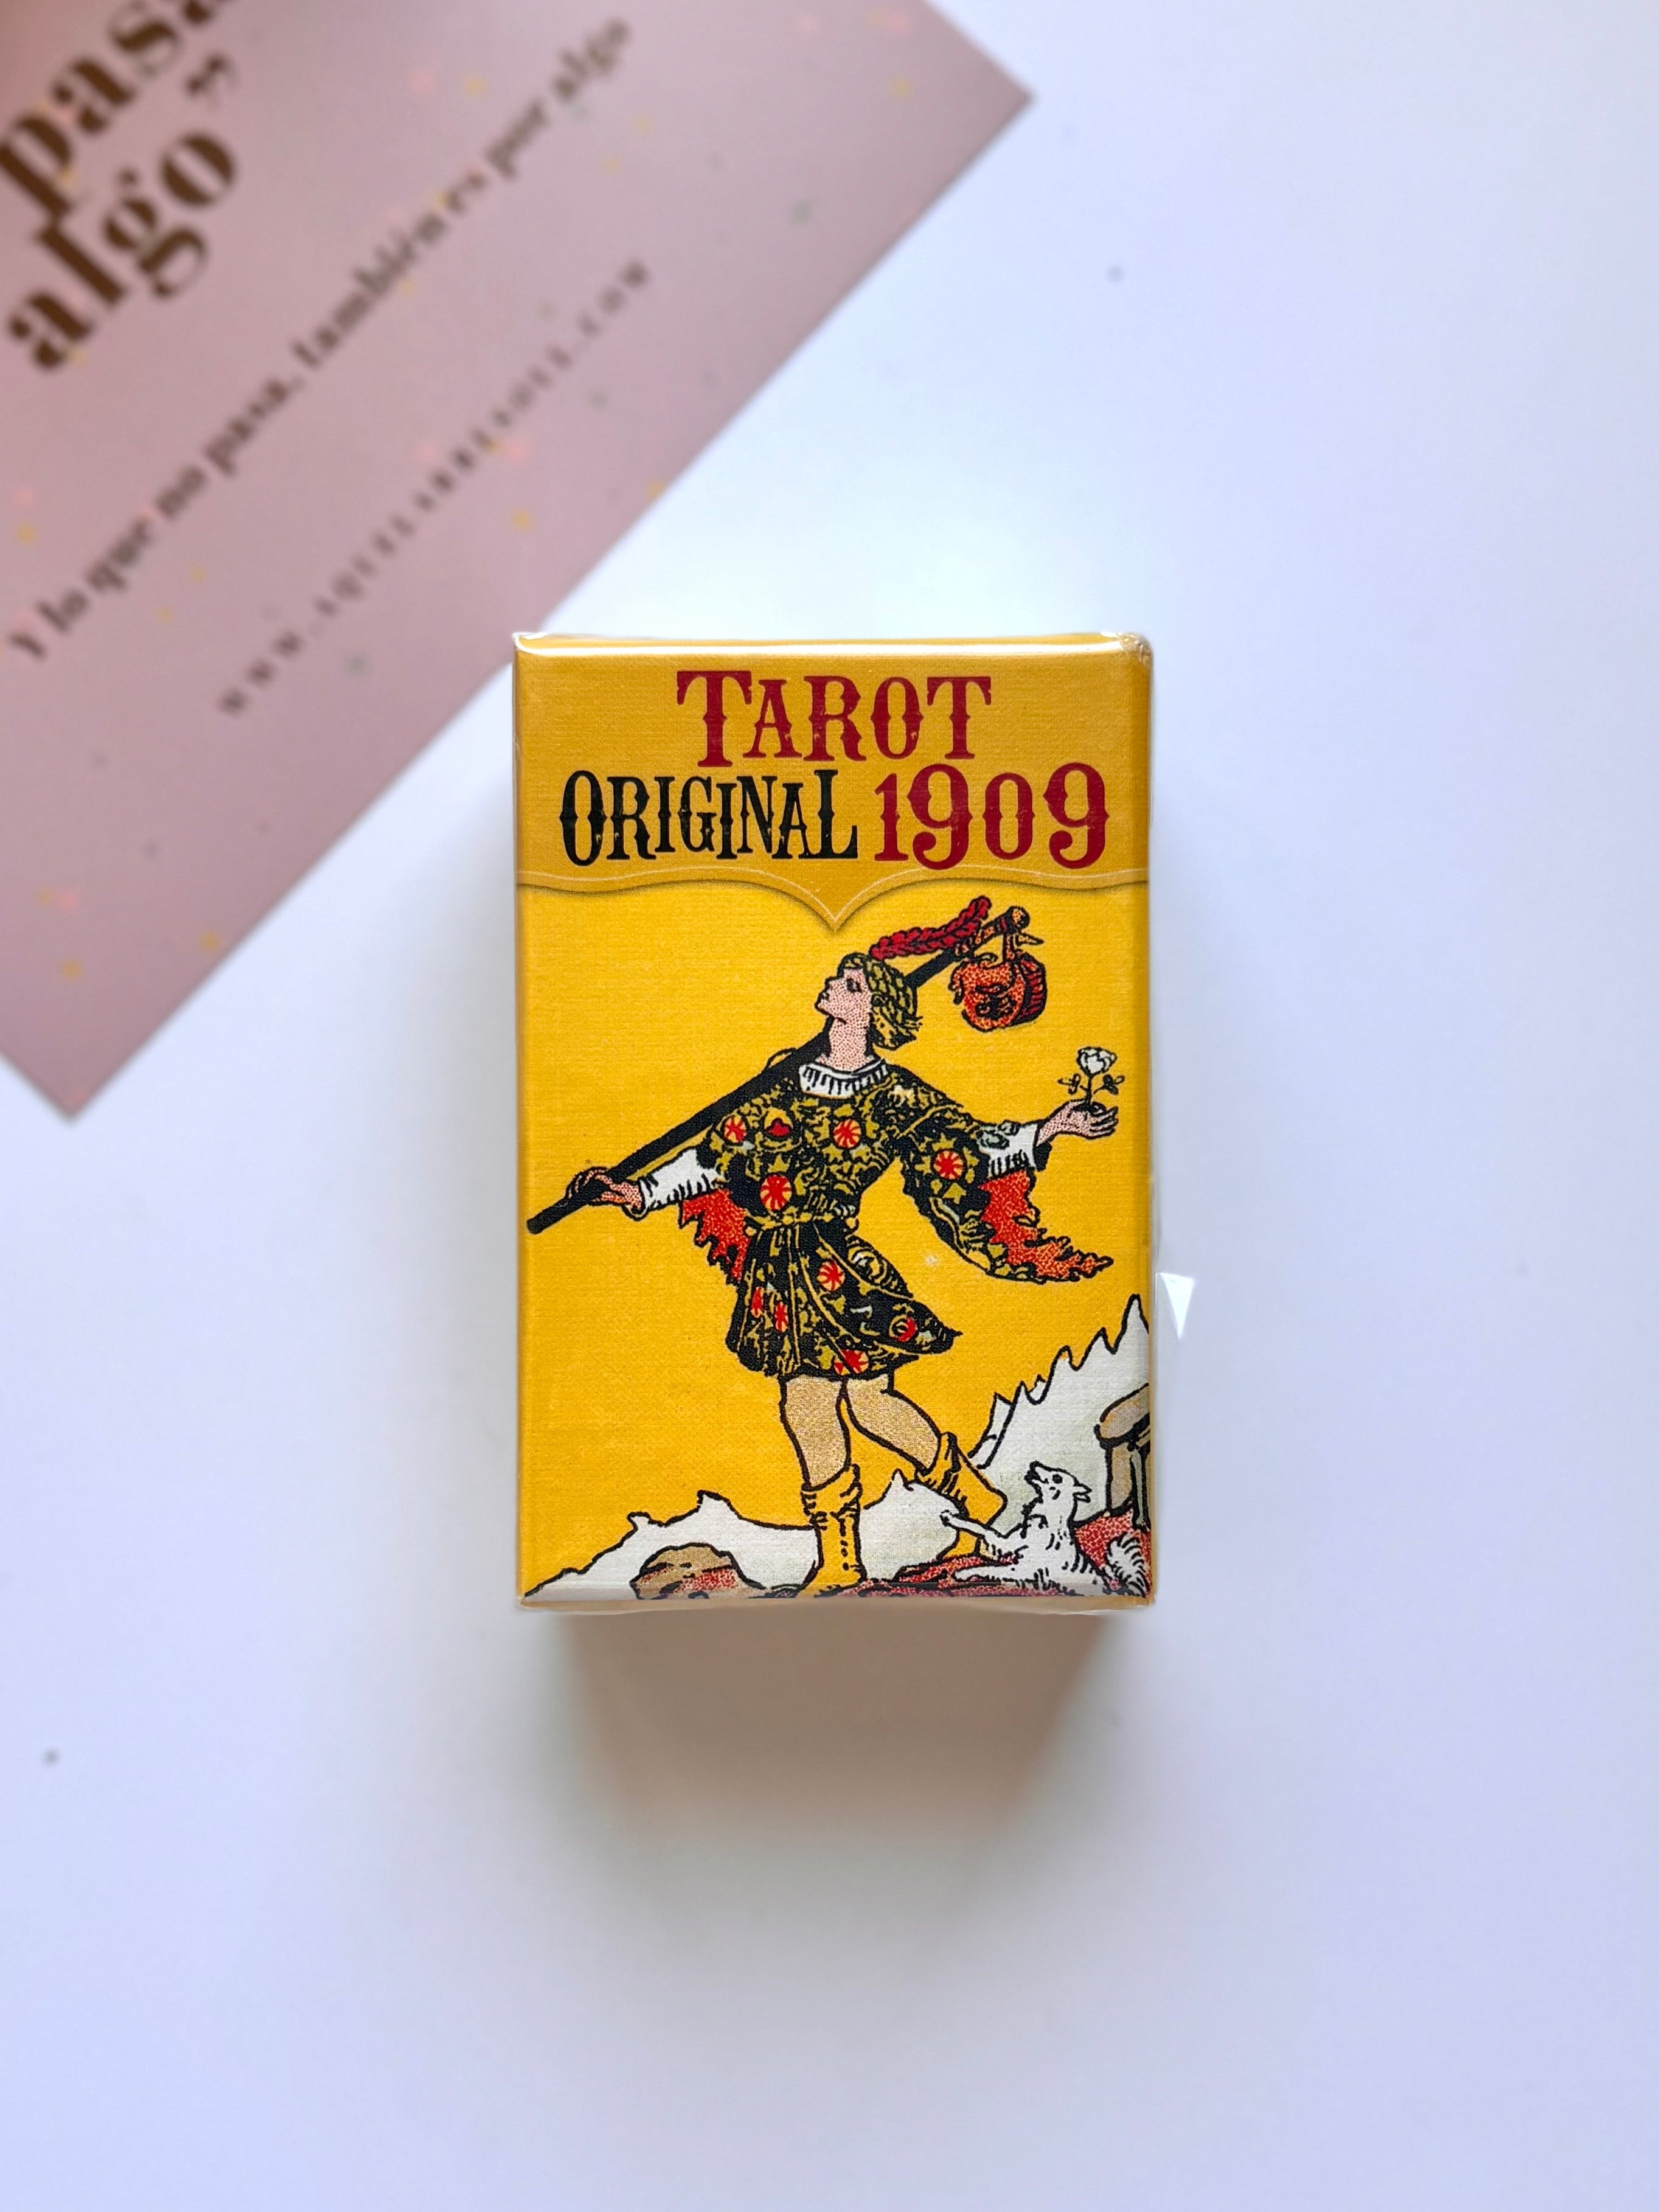 pasa
algo”
Y lo que no pasa, también es por algo
TAROT
ORIGINAL 1909